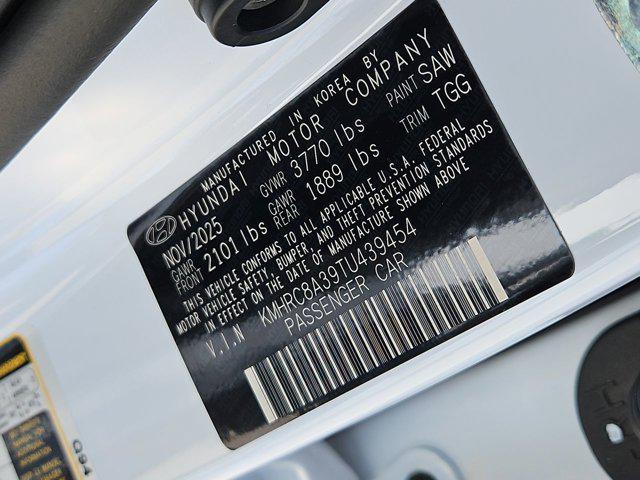 MANUFACTURED IN KOREA BY
HYUNDAI MOTOR COMPANY
NOV/2025 GVWR 3770 lbs PAINT SAW
GAWR FRONT 2101 lbs GAWR REAR 1889 lbs TRIM TGG
THIS VEHICLE CONFORMS TO ALL APPLICABLE U.S.A. FEDERAL
MOTOR VEHICLE SAFETY, BUMPER, AND THEFT PREVENTION STANDARDS
IN EFFECT ON THE DATE OF MANUFACTURE SHOWN ABOVE
V.I.N KMHRC8A39TU439454
PASSENGER CAR
Q94